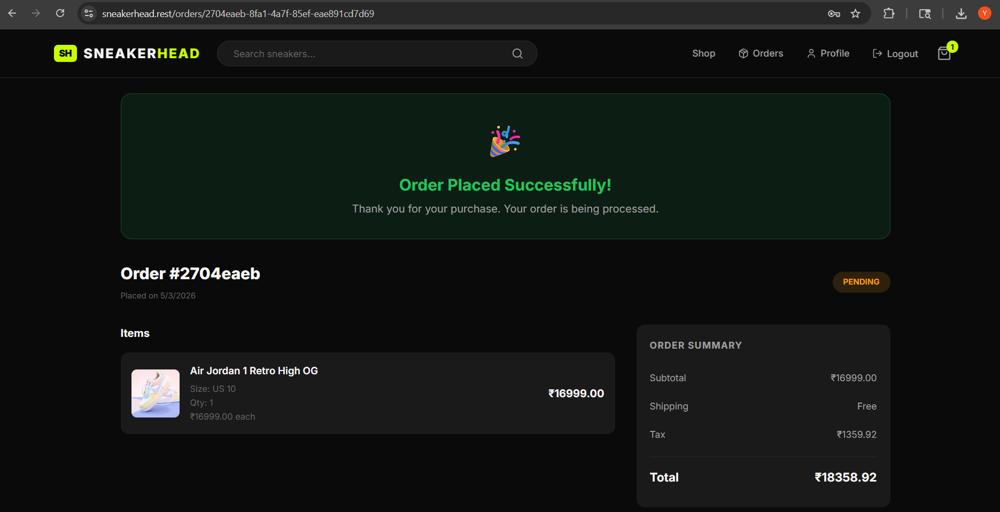 sneakerhead.rest/orders/2704eaeb-8fa1-4a7f-85ef-eae891cd7d69
Y
SH SNEAKERHEAD
Search sneakers...
Shop
Orders
Profile
Logout
1
Order Placed Successfully!
Thank you for your purchase. Your order is being processed.
Order #2704eaeb
PENDING
Placed on 5/3/2026
Items
Air Jordan 1 Retro High OG
Size: US 10
Qty: 1
₹16999.00 each
₹16999.00
ORDER SUMMARY
Subtotal ₹16999.00
Shipping Free
Tax ₹1359.92
Total ₹18358.92